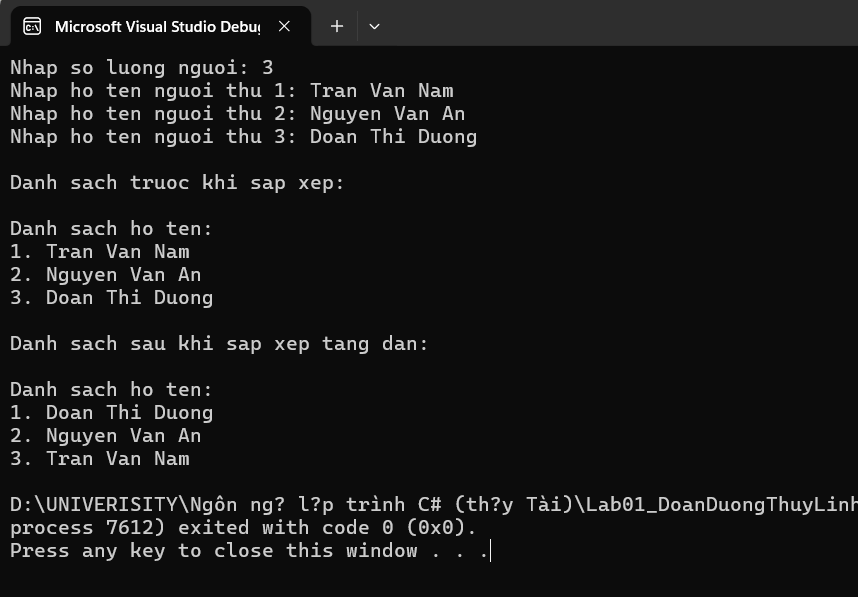 Microsoft Visual Studio Debu
Nhap so luong nguoi: 3
Nhap ho ten nguoi thu 1: Tran Van Nam
Nhap ho ten nguoi thu 2: Nguyen Van An
Nhap ho ten nguoi thu 3: Doan Thi Duong
Danh sach truoc khi sap xep:
Danh sach ho ten:
1. Tran Van Nam
2. Nguyen Van An
3. Doan Thi Duong
Danh sach sau khi sap xep tang dan:
Danh sach ho ten:
1. Doan Thi Duong
2. Nguyen Van An
3. Tran Van Nam
D:\UNIVERISITY\Ngôn ng? l?p trình C# (th?y Tài)\Lab01_DoanDuongThuyLinh
process 7612) exited with code 0 (0x0).
Press any key to close this window . . .